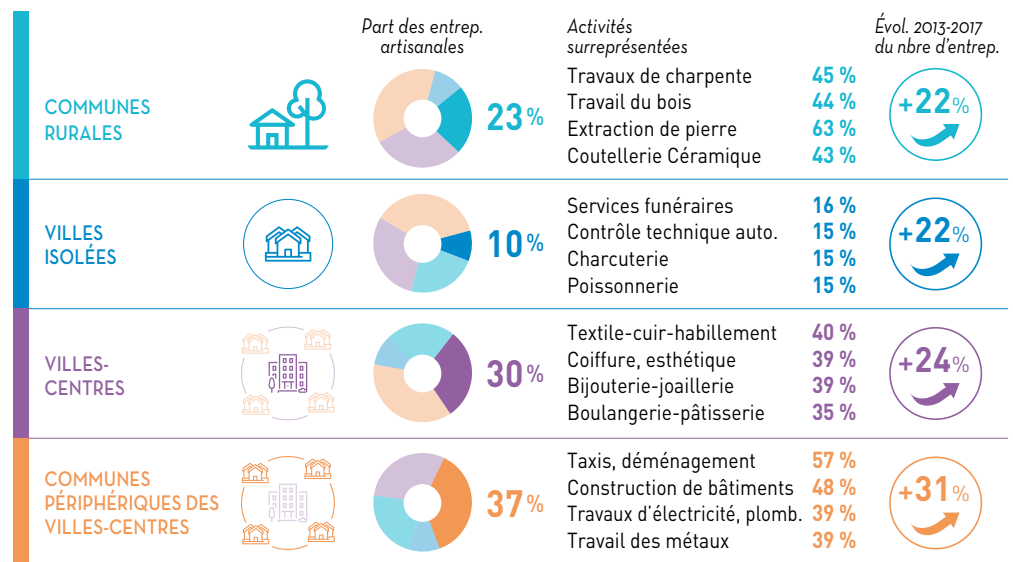 Part des entrep.
artisanales
Activités
surreprésentées
Évol. 2013-2017
du nbre d'entrep.
COMMUNES
RURALES
23%
Travaux de charpente 45 %
Travail du bois 44 %
Extraction de pierre 63 %
Coutellerie Céramique 43 %
+22%
VILLES
ISOLÉES
10%
Services funéraires 16 %
Contrôle technique auto. 15 %
Charcuterie 15 %
Poissonnerie 15 %
+22%
VILLES-
CENTRES
30%
Textile-cuir-habillement 40 %
Coiffure, esthétique 39 %
Bijouterie-joaillerie 39 %
Boulangerie-pâtisserie 35 %
+24%
COMMUNES
PÉRIPHÉRIQUES DES
VILLES-CENTRES
37%
Taxis, déménagement 57 %
Construction de bâtiments 48 %
Travaux d'électricité, plomb. 39 %
Travail des métaux 39 %
+31%